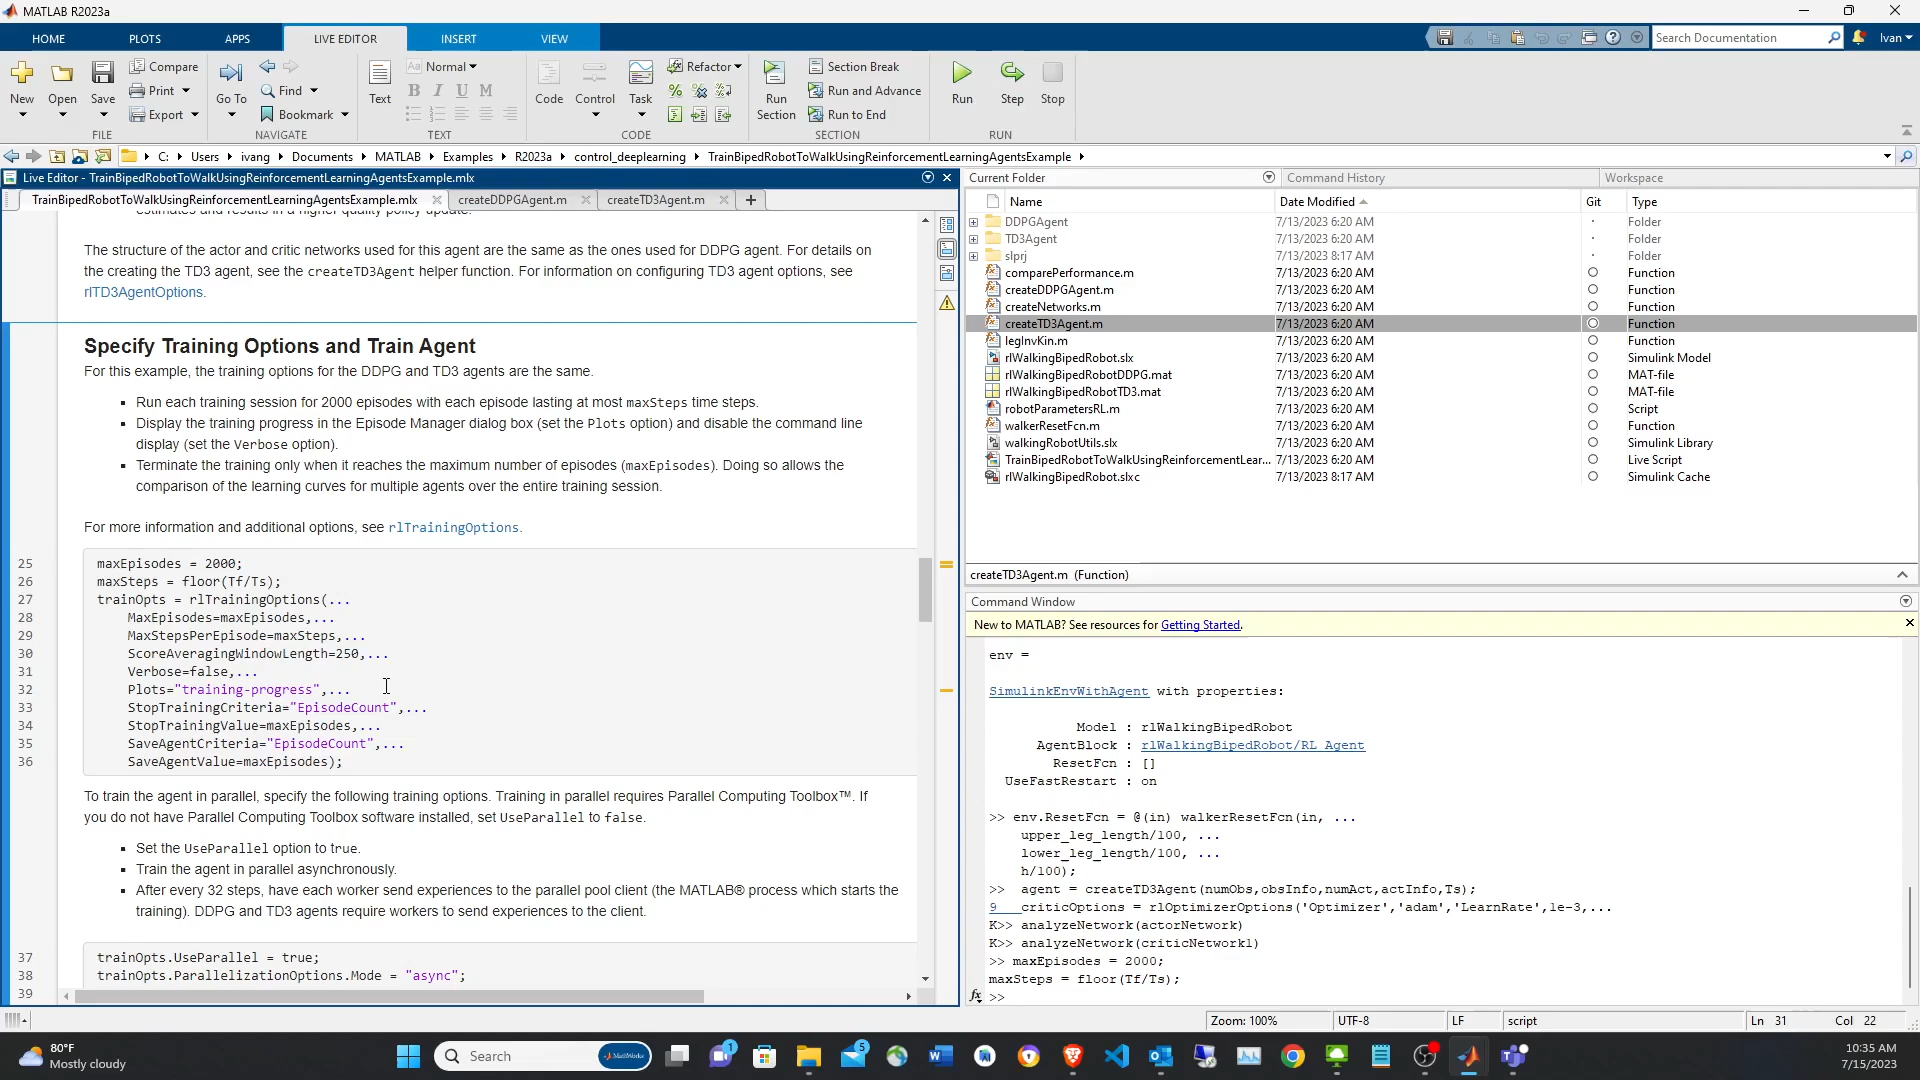 MATLAB R2023a
HOME PLOTS APPS LIVE EDITOR INSERT VIEW
Search Documentation
Ivan
Compare
Print
Export
New Open Save
FILE
Go To
Find
Bookmark
NAVIGATE
Text
Aa Normal
B I U M
TEXT
Code Control Task
Refactor
CODE
Run Section
Section Break
Run and Advance
Run to End
SECTION
Run Step Stop
RUN
C: Users ivang Documents MATLAB Examples R2023a control_deeplearning TrainBipedRobotToWalkUsingReinforcementLearningAgentsExample
Live Editor - TrainBipedRobotToWalkUsingReinforcementLearningAgentsExample.mlx
TrainBipedRobotToWalkUsingReinforcementLearningAgentsExample.mlx createDDPGAgent.m createTD3Agent.m
estimates and results in a higher quality policy update.
The structure of the actor and critic networks used for this agent are the same as the ones used for DDPG agent. For details on
the creating the TD3 agent, see the createTD3Agent helper function. For information on configuring TD3 agent options, see
rlTD3AgentOptions.
Specify Training Options and Train Agent
For this example, the training options for the DDPG and TD3 agents are the same.
▪ Run each training session for 2000 episodes with each episode lasting at most maxSteps time steps.
▪ Display the training progress in the Episode Manager dialog box (set the Plots option) and disable the command line
display (set the Verbose option).
▪ Terminate the training only when it reaches the maximum number of episodes (maxEpisodes). Doing so allows the
comparison of the learning curves for multiple agents over the entire training session.
For more information and additional options, see rlTrainingOptions.
25 maxEpisodes = 2000;
26 maxSteps = floor(Tf/Ts);
27 trainOpts = rlTrainingOptions(...
28 MaxEpisodes=maxEpisodes,...
29 MaxStepsPerEpisode=maxSteps,...
30 ScoreAveragingWindowLength=250,...
31 Verbose=false,...
32 Plots="training-progress",...
33 StopTrainingCriteria="EpisodeCount",...
34 StopTrainingValue=maxEpisodes,...
35 SaveAgentCriteria="EpisodeCount",...
36 SaveAgentValue=maxEpisodes);
To train the agent in parallel, specify the following training options. Training in parallel requires Parallel Computing Toolbox™. If
you do not have Parallel Computing Toolbox software installed, set UseParallel to false.
▪ Set the UseParallel option to true.
▪ Train the agent in parallel asynchronously.
▪ After every 32 steps, have each worker send experiences to the parallel pool client (the MATLAB® process which starts the
training). DDPG and TD3 agents require workers to send experiences to the client.
37 trainOpts.UseParallel = true;
38 trainOpts.ParallelizationOptions.Mode = "async";
39
Current Folder Command History Workspace
Name Date Modified Git Type
DDPGAgent 7/13/2023 6:20 AM Folder
TD3Agent 7/13/2023 6:20 AM Folder
slprj 7/13/2023 8:17 AM Folder
comparePerformance.m 7/13/2023 6:20 AM Function
createDDPGAgent.m 7/13/2023 6:20 AM Function
createNetworks.m 7/13/2023 6:20 AM Function
createTD3Agent.m 7/13/2023 6:20 AM Function
legInvKin.m 7/13/2023 6:20 AM Function
rlWalkingBipedRobot.slx 7/13/2023 6:20 AM Simulink Model
rlWalkingBipedRobotDDPG.mat 7/13/2023 6:20 AM MAT-file
rlWalkingBipedRobotTD3.mat 7/13/2023 6:20 AM MAT-file
robotParametersRL.m 7/13/2023 6:20 AM Script
walkerResetFcn.m 7/13/2023 6:20 AM Function
walkingRobotUtils.slx 7/13/2023 6:20 AM Simulink Library
TrainBipedRobotToWalkUsingReinforcementLear... 7/13/2023 6:20 AM Live Script
rlWalkingBipedRobot.slxc 7/13/2023 8:17 AM Simulink Cache
createTD3Agent.m (Function)
Command Window
New to MATLAB? See resources for Getting Started.
env =
SimulinkEnvWithAgent with properties:
Model : rlWalkingBipedRobot
AgentBlock : rlWalkingBipedRobot/RL Agent
ResetFcn : []
UseFastRestart : on
>> env.ResetFcn = @(in) walkerResetFcn(in, ...
upper_leg_length/100, ...
lower_leg_length/100, ...
h/100);
>> agent = createTD3Agent(numObs,obsInfo,numAct,actInfo,Ts);
9 criticOptions = rlOptimizerOptions('Optimizer','adam','LearnRate',1e-3,...
K>> analyzeNetwork(actorNetwork)
K>> analyzeNetwork(criticNetwork1)
>> maxEpisodes = 2000;
maxSteps = floor(Tf/Ts);
fx >>
Zoom: 100% UTF-8 LF script Ln 31 Col 22
80°F
Mostly cloudy
Search
MathWorks
1
5
10:35 AM
7/15/2023